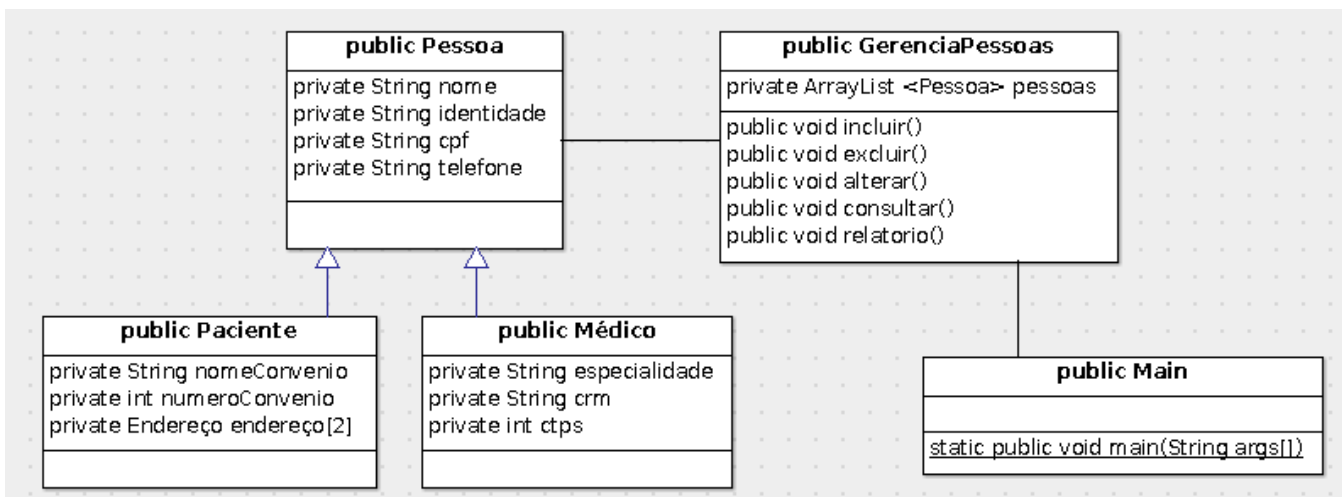 public Pessoa
private String nome
private String identidade
private String cpf
private String telefone
public GerenciaPessoas
private ArrayList <Pessoa> pessoas
public void incluir()
public void excluir()
public void alterar()
public void consultar()
public void relatorio()
public Paciente
private String nomeConvenio
private int numeroConvenio
private Endereço endereço[2]
public Médico
private String especialidade
private String crm
private int ctps
public Main
static public void main(String args[])